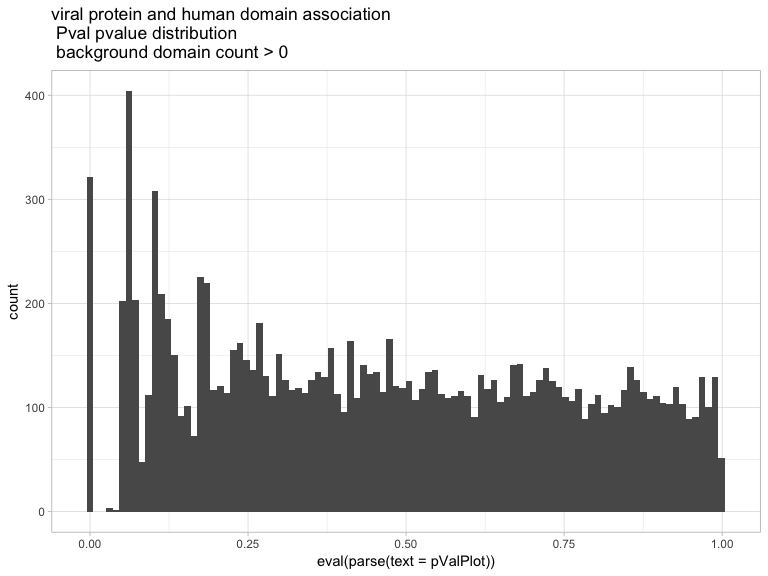 viral protein and human domain association
Pval pvalue distribution
background domain count > 0
400
300
200
100
0
count
0.00 0.25 0.50 0.75 1.00
eval(parse(text = pValPlot))